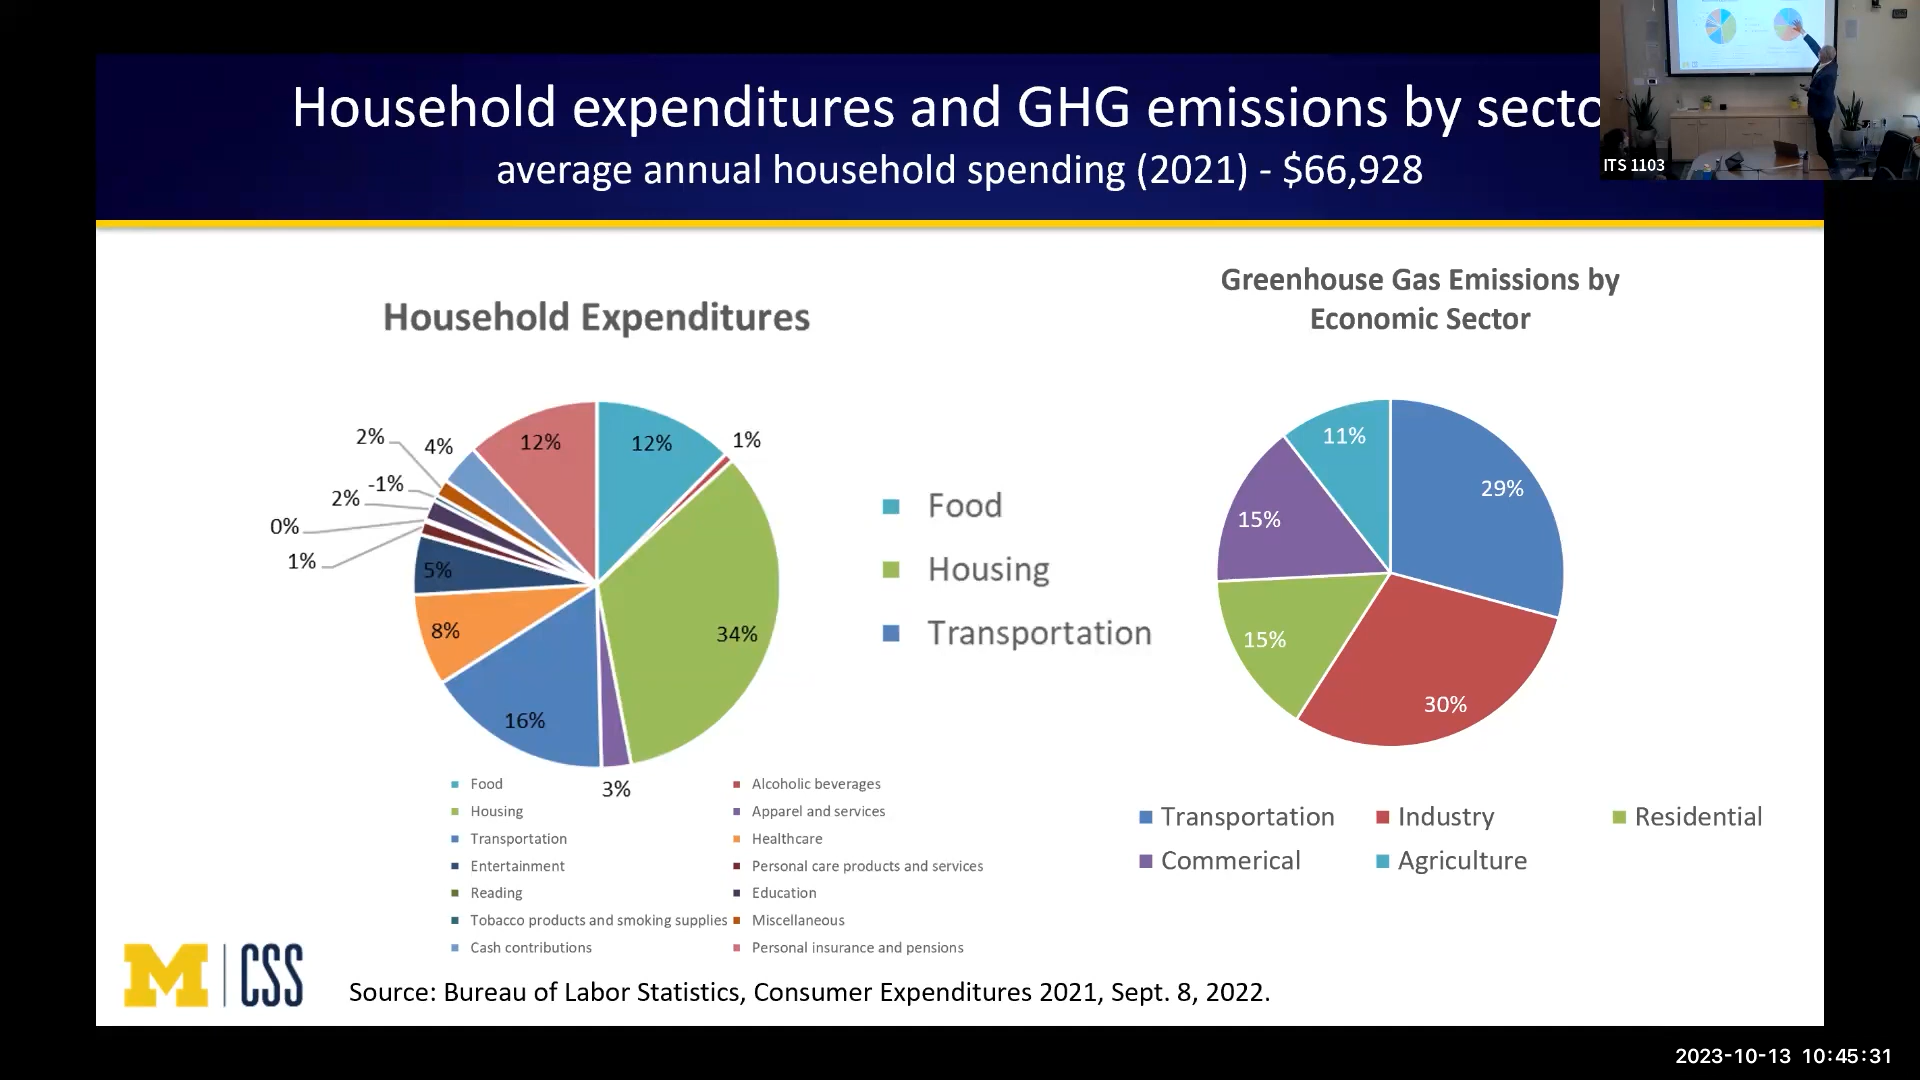 Household expenditures and GHG emissions by secto
average annual household spending (2021) - $66,928
ITS 1103
Household Expenditures
12%
12%
1%
2%
4%
-1%
2%
0%
1%
5%
8%
34%
16%
3%
Food
Housing
Transportation
Food
Alcoholic beverages
Housing
Apparel and services
Transportation
Healthcare
Entertainment
Personal care products and services
Reading
Education
Tobacco products and smoking supplies
Miscellaneous
Cash contributions
Personal insurance and pensions
Greenhouse Gas Emissions by
Economic Sector
11%
29%
15%
15%
30%
Transportation
Industry
Residential
Commerical
Agriculture
M | CSS
Source: Bureau of Labor Statistics, Consumer Expenditures 2021, Sept. 8, 2022.
2023-10-13 10:45:31